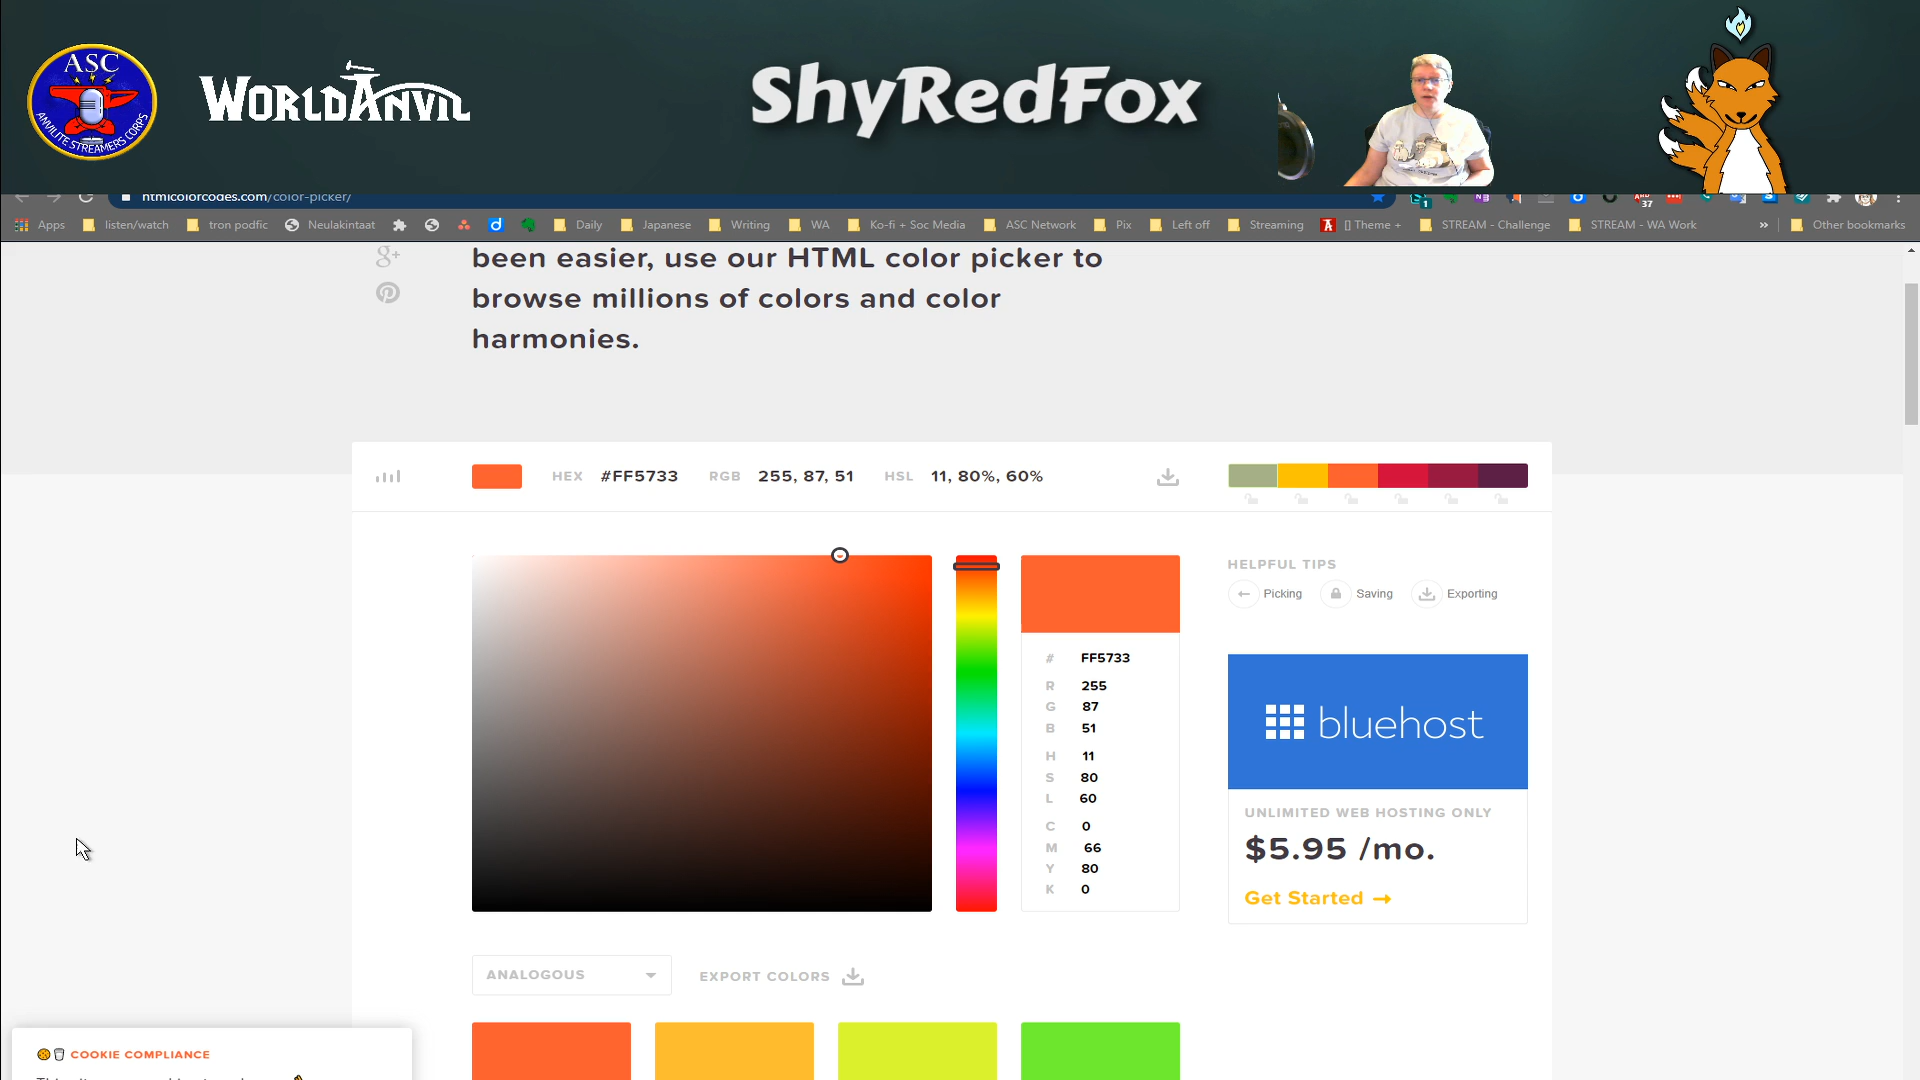 ASC
ANVILITE STREAMERS CORPS
WORLDANVIL
ShyRedFox
htmlcolorcodes.com/color-picker/
1
37
Apps
listen/watch
tron podfic
Neulakintaat
Daily
Japanese
Writing
WA
Ko-fi + Soc Media
ASC Network
Pix
Left off
Streaming
[] Theme +
STREAM - Challenge
STREAM - WA Work
»
Other bookmarks
been easier, use our HTML color picker to
browse millions of colors and color
harmonies.
HEX #FF5733 RGB 255, 87, 51 HSL 11, 80%, 60%
HELPFUL TIPS
Picking Saving Exporting
# FF5733
R 255
G 87
B 51
H 11
S 80
L 60
C 0
M 66
Y 80
K 0
bluehost
UNLIMITED WEB HOSTING ONLY
$5.95 /mo.
Get Started →
ANALOGOUS
EXPORT COLORS
COOKIE COMPLIANCE